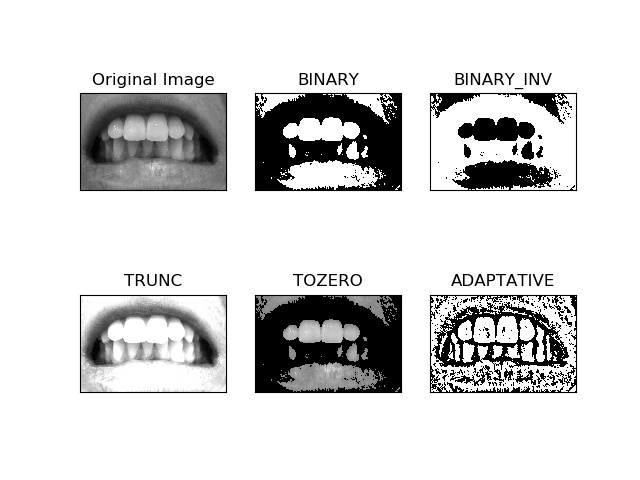 Original Image
BINARY
BINARY_INV
TRUNC
TOZERO
ADAPTATIVE